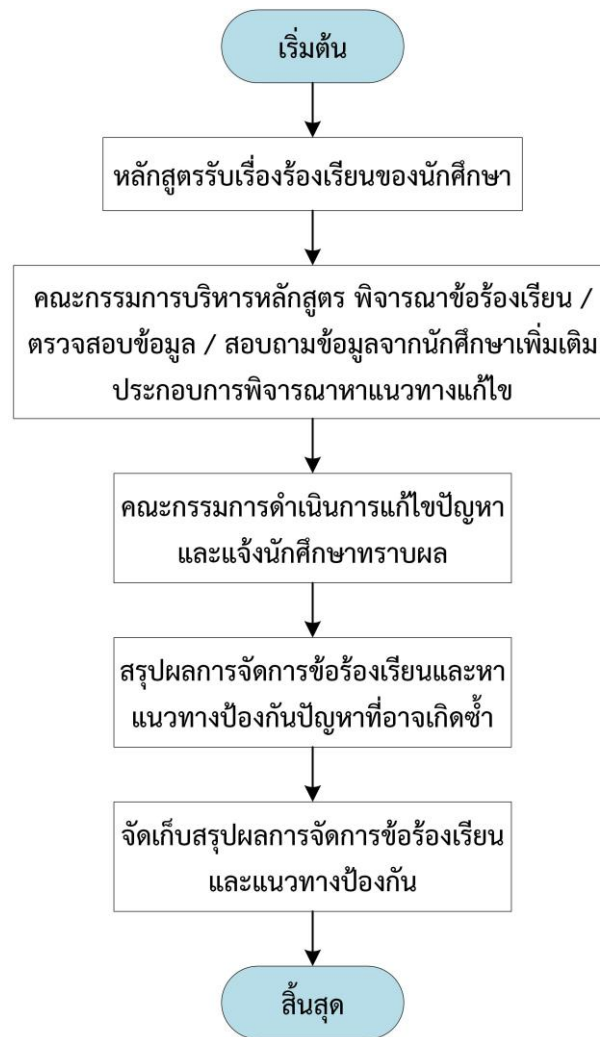 เริ่มต้น
หลักสูตรรับเรื่องร้องเรียนของนักศึกษา
คณะกรรมการบริหารหลักสูตร พิจารณาข้อร้องเรียน /
ตรวจสอบข้อมูล / สอบถามข้อมูลจากนักศึกษาเพิ่มเติม
ประกอบการพิจารณาหาแนวทางแก้ไข
คณะกรรมการดำเนินการแก้ไขปัญหา
และแจ้งนักศึกษาทราบผล
สรุปผลการจัดการข้อร้องเรียนและหา
แนวทางป้องกันปัญหาที่อาจเกิดซ้ำ
จัดเก็บสรุปผลการจัดการข้อร้องเรียน
และแนวทางป้องกัน
สิ้นสุด